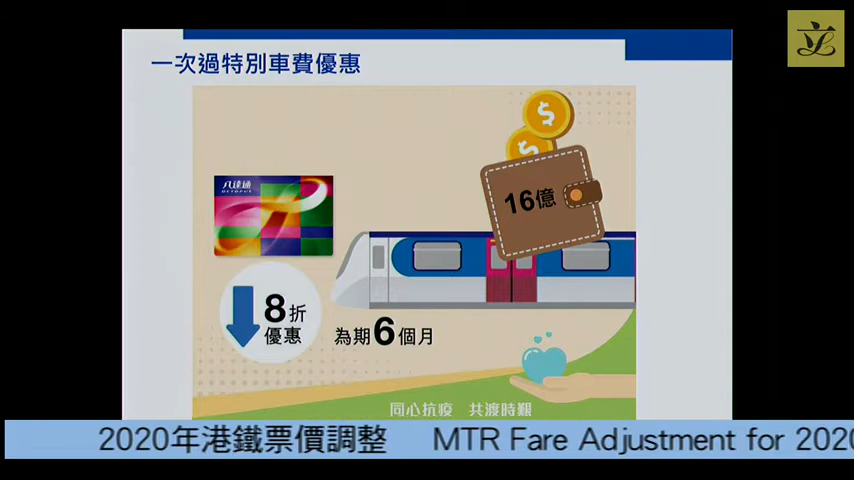 一次過特別車費優惠
$
$
16億
八達通
OCTOPUS
8折
優惠
為期6個月
同心抗疫 共渡時艱
2020年港鐵票價調整 MTR Fare Adjustment for 2020